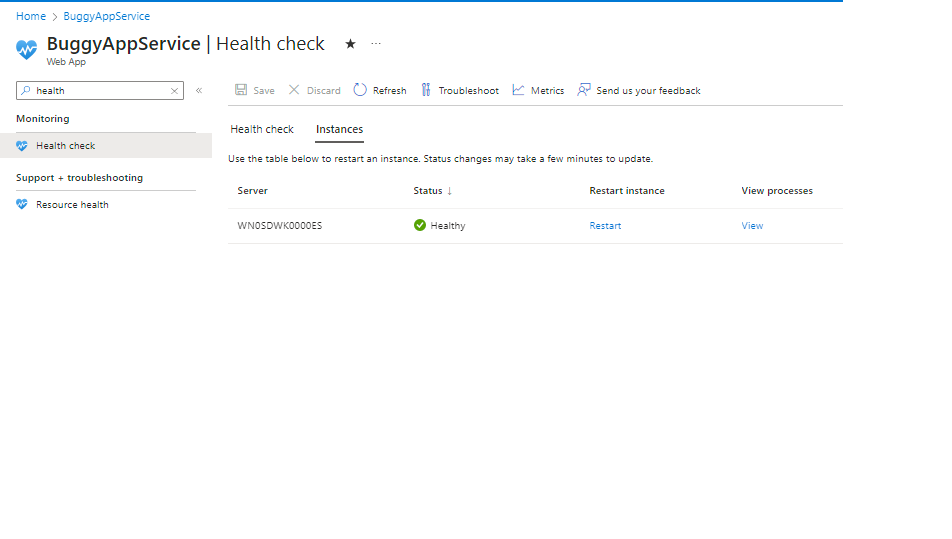 Home > BuggyAppService
BuggyAppService | Health check ★ ...
Web App
health × «
Monitoring
Health check
Support + troubleshooting
Resource health
Save Discard Refresh Troubleshoot Metrics Send us your feedback
Health check Instances
Use the table below to restart an instance. Status changes may take a few minutes to update.
Server Status ↓ Restart instance View processes
WN0SDWK0000ES Healthy Restart View